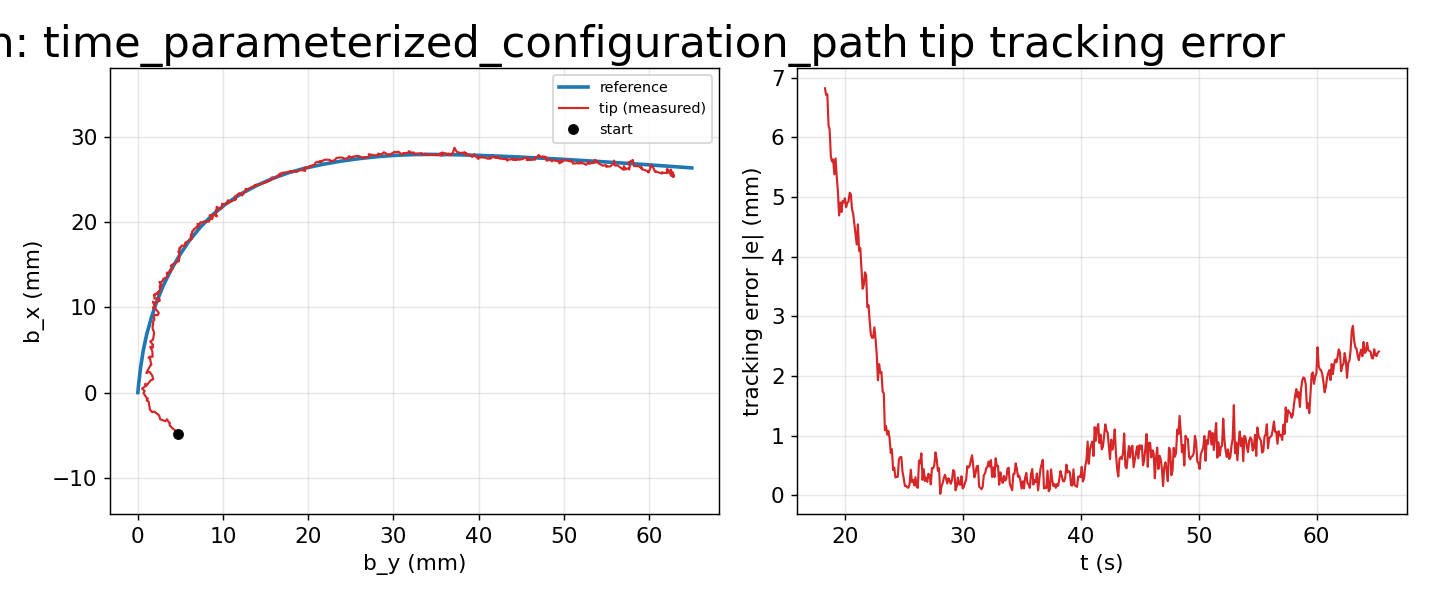 n: time_parameterized_configuration_path
tip tracking error
reference
tip (measured)
start
30
20
10
0
−10
b_x (mm)
0
10
20
30
40
50
60
b_y (mm)
7
6
5
4
3
2
1
0
tracking error |e| (mm)
20
30
40
50
60
t (s)